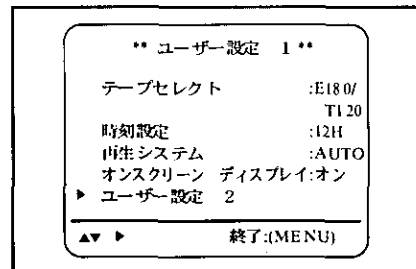 ** ユーザー設定 1 **
テープセレクト :E180/
T120
時刻設定 :12H
再生システム :AUTO
オンスクリーン ディスプレイ:オン
▶ ユーザー設定 2
▲▼ ▶ 終了:(MENU)